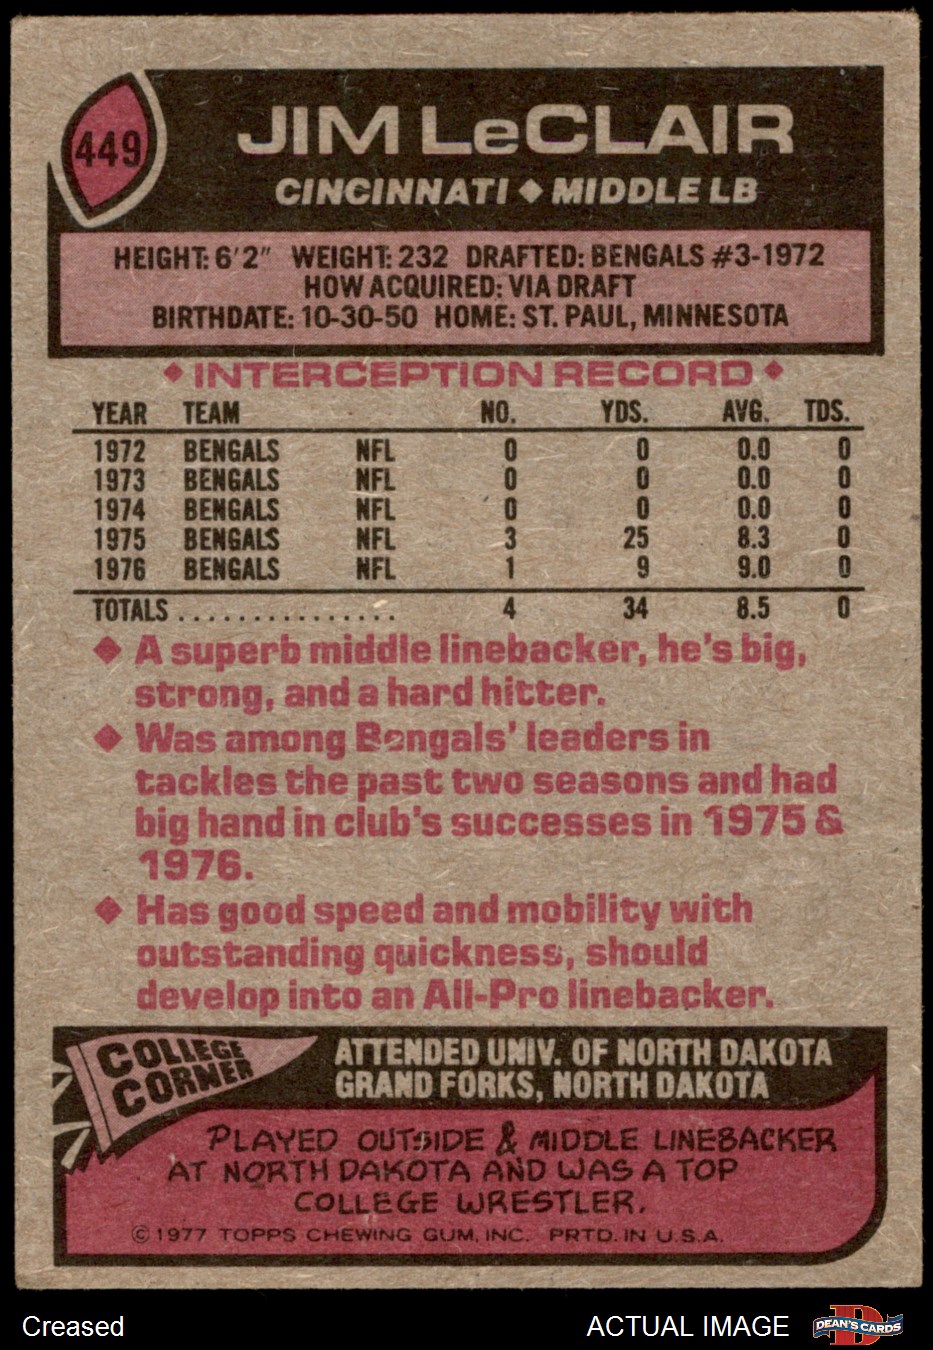 449
JIM LeCLAIR
CINCINNATI ◆ MIDDLE LB
HEIGHT: 6'2" WEIGHT: 232 DRAFTED: BENGALS #3-1972
HOW ACQUIRED: VIA DRAFT
BIRTHDATE: 10-30-50 HOME: ST. PAUL, MINNESOTA
◆ INTERCEPTION RECORD ◆
YEAR TEAM NO. YDS. AVG. TDS.
1972 BENGALS NFL 0 0 0.0 0
1973 BENGALS NFL 0 0 0.0 0
1974 BENGALS NFL 0 0 0.0 0
1975 BENGALS NFL 3 25 8.3 0
1976 BENGALS NFL 1 9 9.0 0
TOTALS ............... 4 34 8.5 0
◆ A superb middle linebacker, he's big,
strong, and a hard hitter.
◆ Was among Bengals' leaders in
tackles the past two seasons and had
big hand in club's successes in 1975 &
1976.
◆ Has good speed and mobility with
outstanding quickness, should
develop into an All-Pro linebacker.
COLLEGE
CORNER
ATTENDED UNIV. OF NORTH DAKOTA
GRAND FORKS, NORTH DAKOTA
PLAYED OUTSIDE & MIDDLE LINEBACKER
AT NORTH DAKOTA AND WAS A TOP
COLLEGE WRESTLER.
©1977 TOPPS CHEWING GUM, INC. PRTD. IN U.S.A.
Creased
ACTUAL IMAGE
DEAN'S CARDS